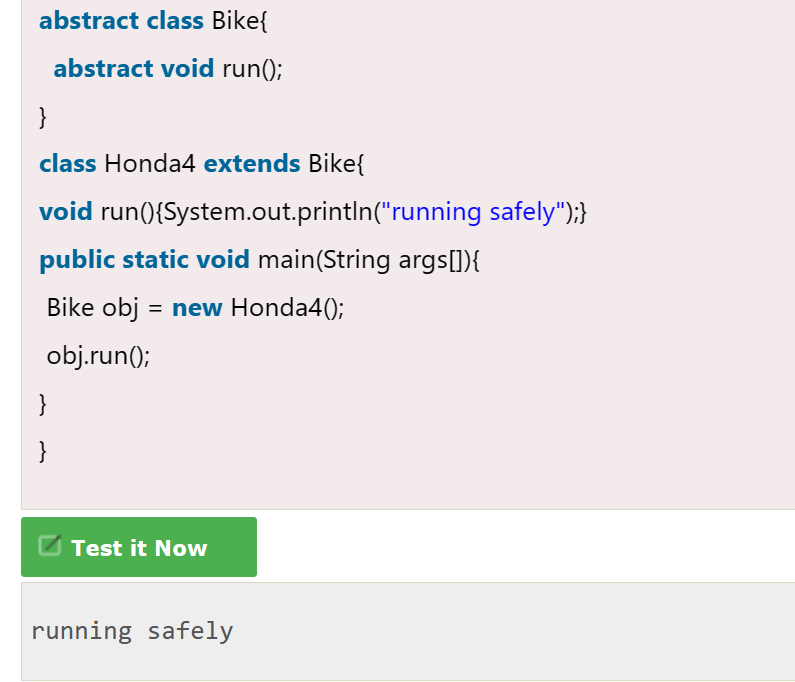 abstract class Bike{
abstract void run();
}
class Honda4 extends Bike{
void run(){System.out.println("running safely");}
public static void main(String args[]){
Bike obj = new Honda4();
obj.run();
}
}
Test it Now
running safely